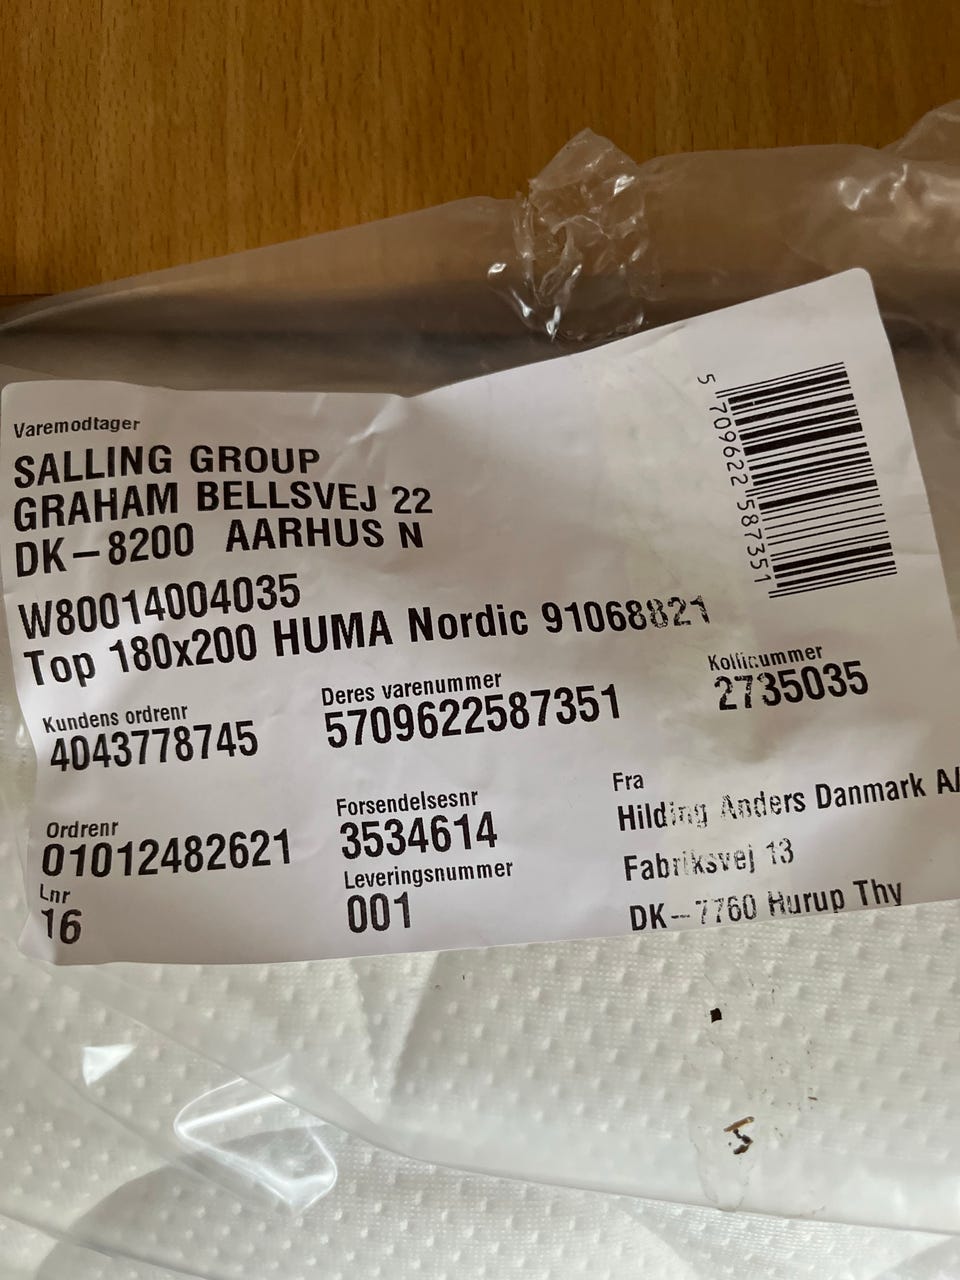 Varemodtager
SALLING GROUP
GRAHAM BELLSVEJ 22
DK-8200 AARHUS N
W80014004035
Top 180x200 HUMA Nordic 91068821
5 709622 587351
Kundens ordrenr
4043778745
Deres varenummer
5709622587351
Kollinummer
2735035
Ordrenr
01012482621
Forsendelsesnr
3534614
Lnr
16
Leveringsnummer
001
Fra
Hilding Anders Danmark A/
Fabriksvej 13
DK-7760 Hurup Thy